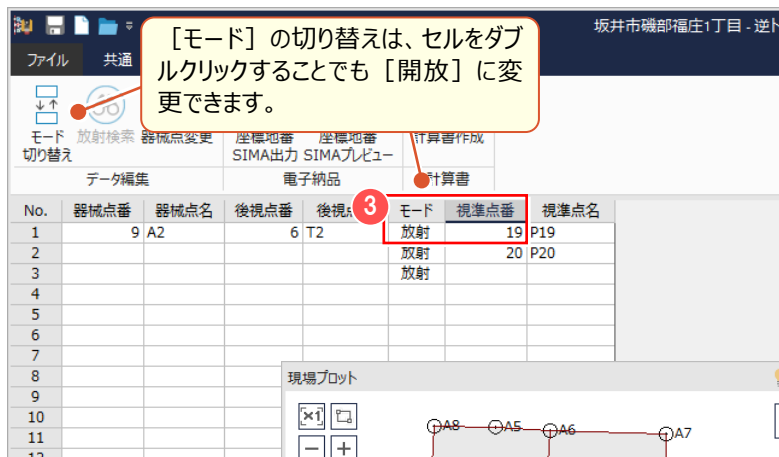 坂井市磯部福庄1丁目 - 逆ト
［モード］の切り替えは、セルをダブ
ルクリックすることでも［開放］に変
更できます。
ファイル 共通
モード
切り替え
放射検索
器械点変更
座標地番
SIMA出力
座標地番
SIMAプレビュー
計算書作成
データ編集 電子納品 計算書
3
No. 器械点番 器械点名 後視点番 後視点 モード 視準点番 視準点名
1 9 A2 6 T2 放射 19 P19
2 放射 20 P20
3 放射
4
5
6
7
8
9
10
11
12
現場プロット
×1
A8 A5 A6 A7